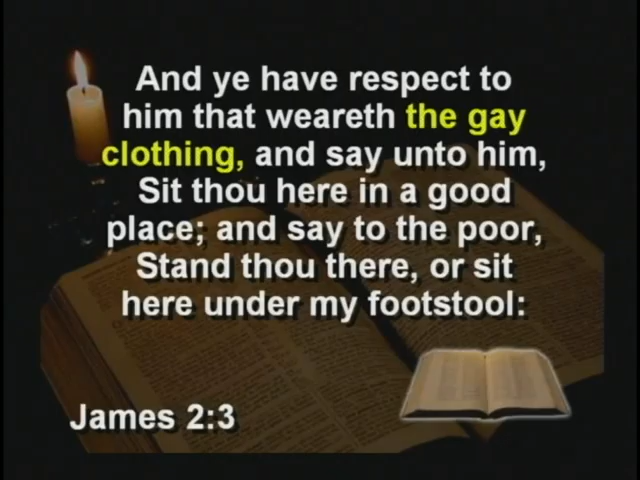 And ye have respect to
him that weareth the gay
clothing, and say unto him,
Sit thou here in a good
place; and say to the poor,
Stand thou there, or sit
here under my footstool:
James 2:3